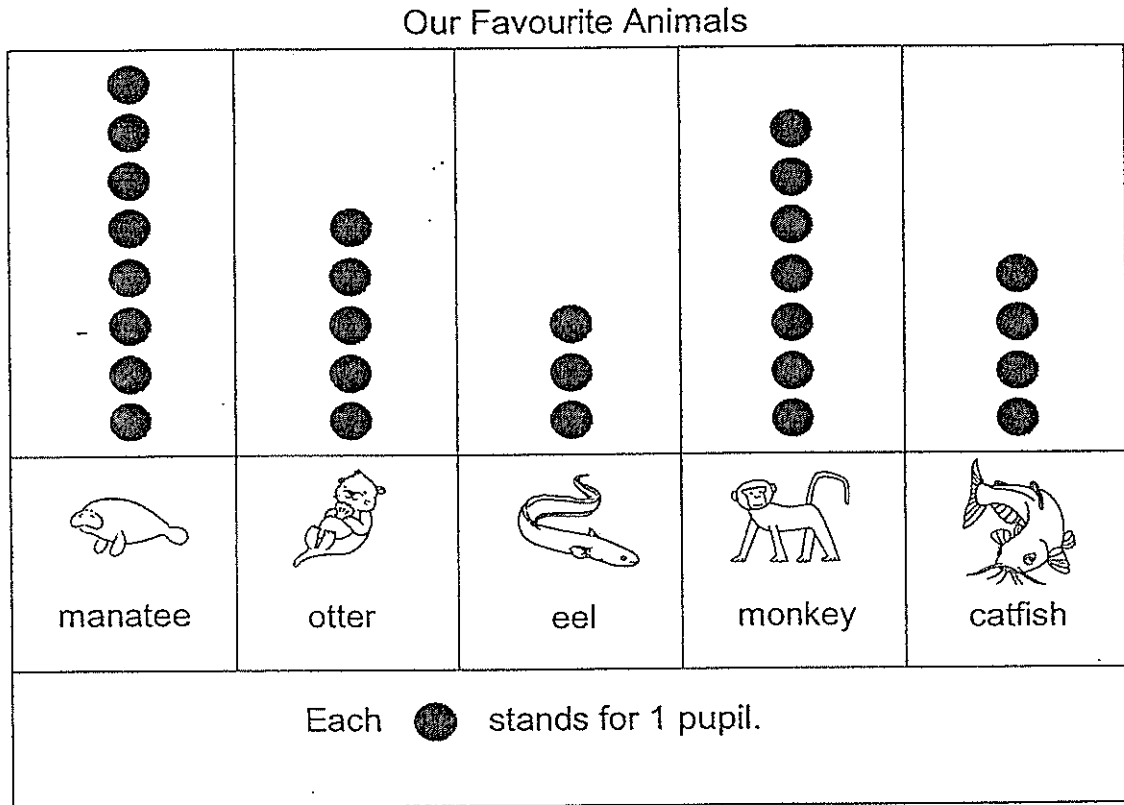 Our Favourite Animals
manatee otter eel monkey catfish
Each stands for 1 pupil.